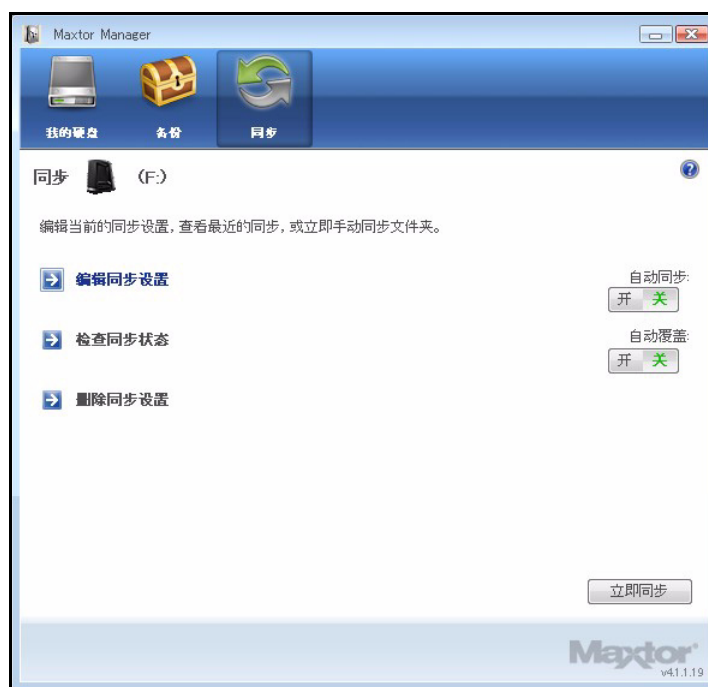 Maxtor Manager
我的硬盘 备份 同步
同步 (F:)
编辑当前的同步设置, 查看最近的同步, 或立即手动同步文件夹。
编辑同步设置
自动同步:
开 关
检查同步状态
自动覆盖:
开 关
删除同步设置
立即同步
Maxtor
v4.1.1.19